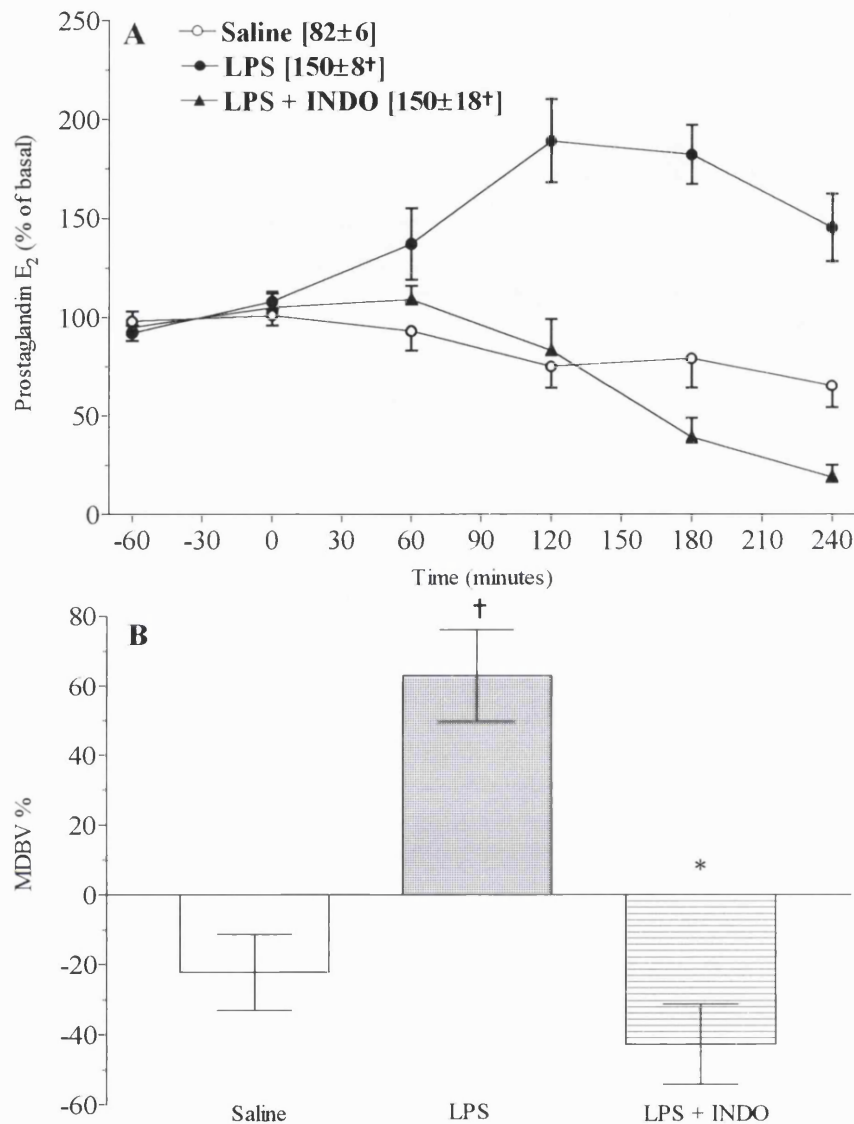 A
Saline [82±6]
LPS [150±8†]
LPS + INDO [150±18†]
Prostaglandin E₂ (% of basal)
250
200
150
100
50
0
-60 -30 0 30 60 90 120 150 180 210 240
Time (minutes)
B
†
*
MDBV %
80
60
40
20
0
-20
-40
-60
Saline LPS LPS + INDO